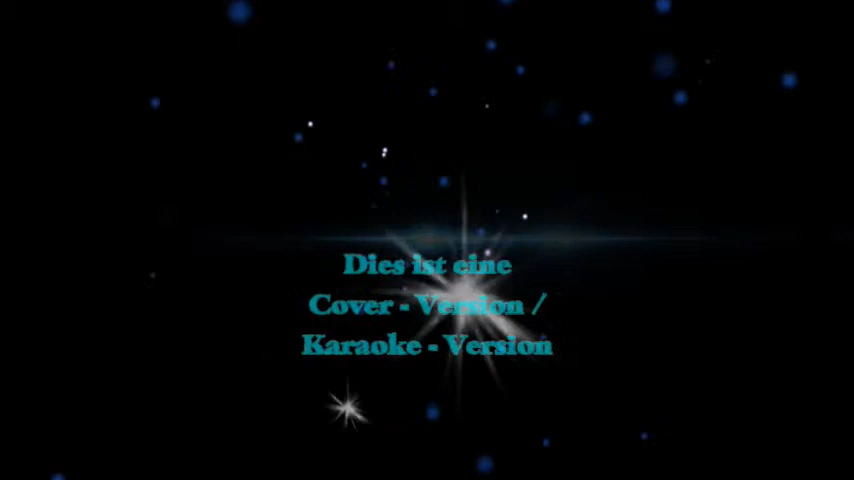 Dies ist eine
Cover - Version /
Karaoke - Version